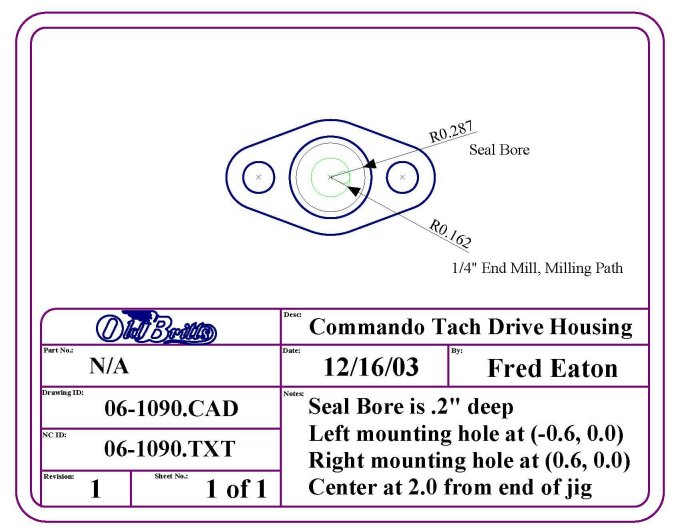 R0.287
Seal Bore
R0.162
1/4" End Mill, Milling Path
Old Britts
Desc:
Commando Tach Drive Housing
Part No.:
N/A
Date:
12/16/03
By:
Fred Eaton
Drawing ID:
06-1090.CAD
NC ID:
06-1090.TXT
Revision:
1
Sheet No.:
1 of 1
Notes:
Seal Bore is .2" deep
Left mounting hole at (-0.6, 0.0)
Right mounting hole at (0.6, 0.0)
Center at 2.0 from end of jig